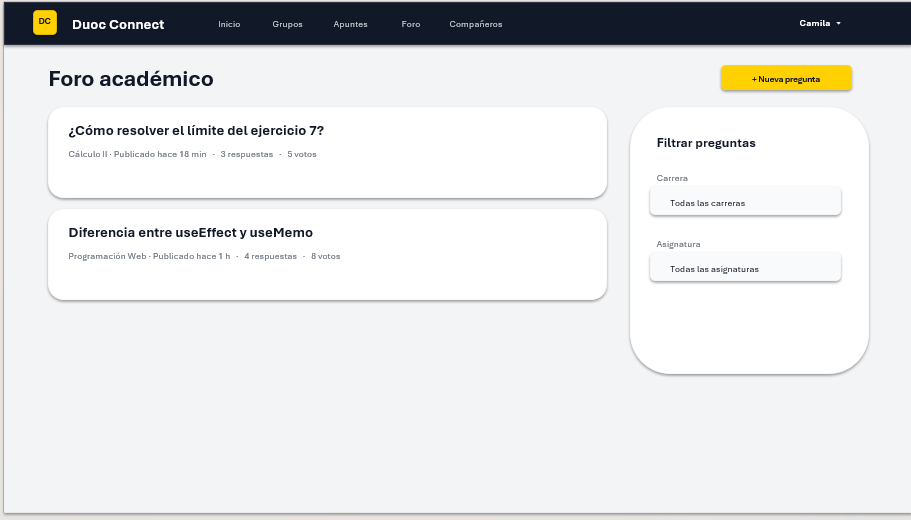 DC
Duoc Connect
Inicio
Grupos
Apuntes
Foro
Compañeros
Camila
Foro académico
+ Nueva pregunta
¿Cómo resolver el límite del ejercicio 7?
Cálculo II · Publicado hace 18 min · 3 respuestas · 5 votos
Diferencia entre useEffect y useMemo
Programación Web · Publicado hace 1 h · 4 respuestas · 8 votos
Filtrar preguntas
Carrera
Todas las carreras
Asignatura
Todas las asignaturas